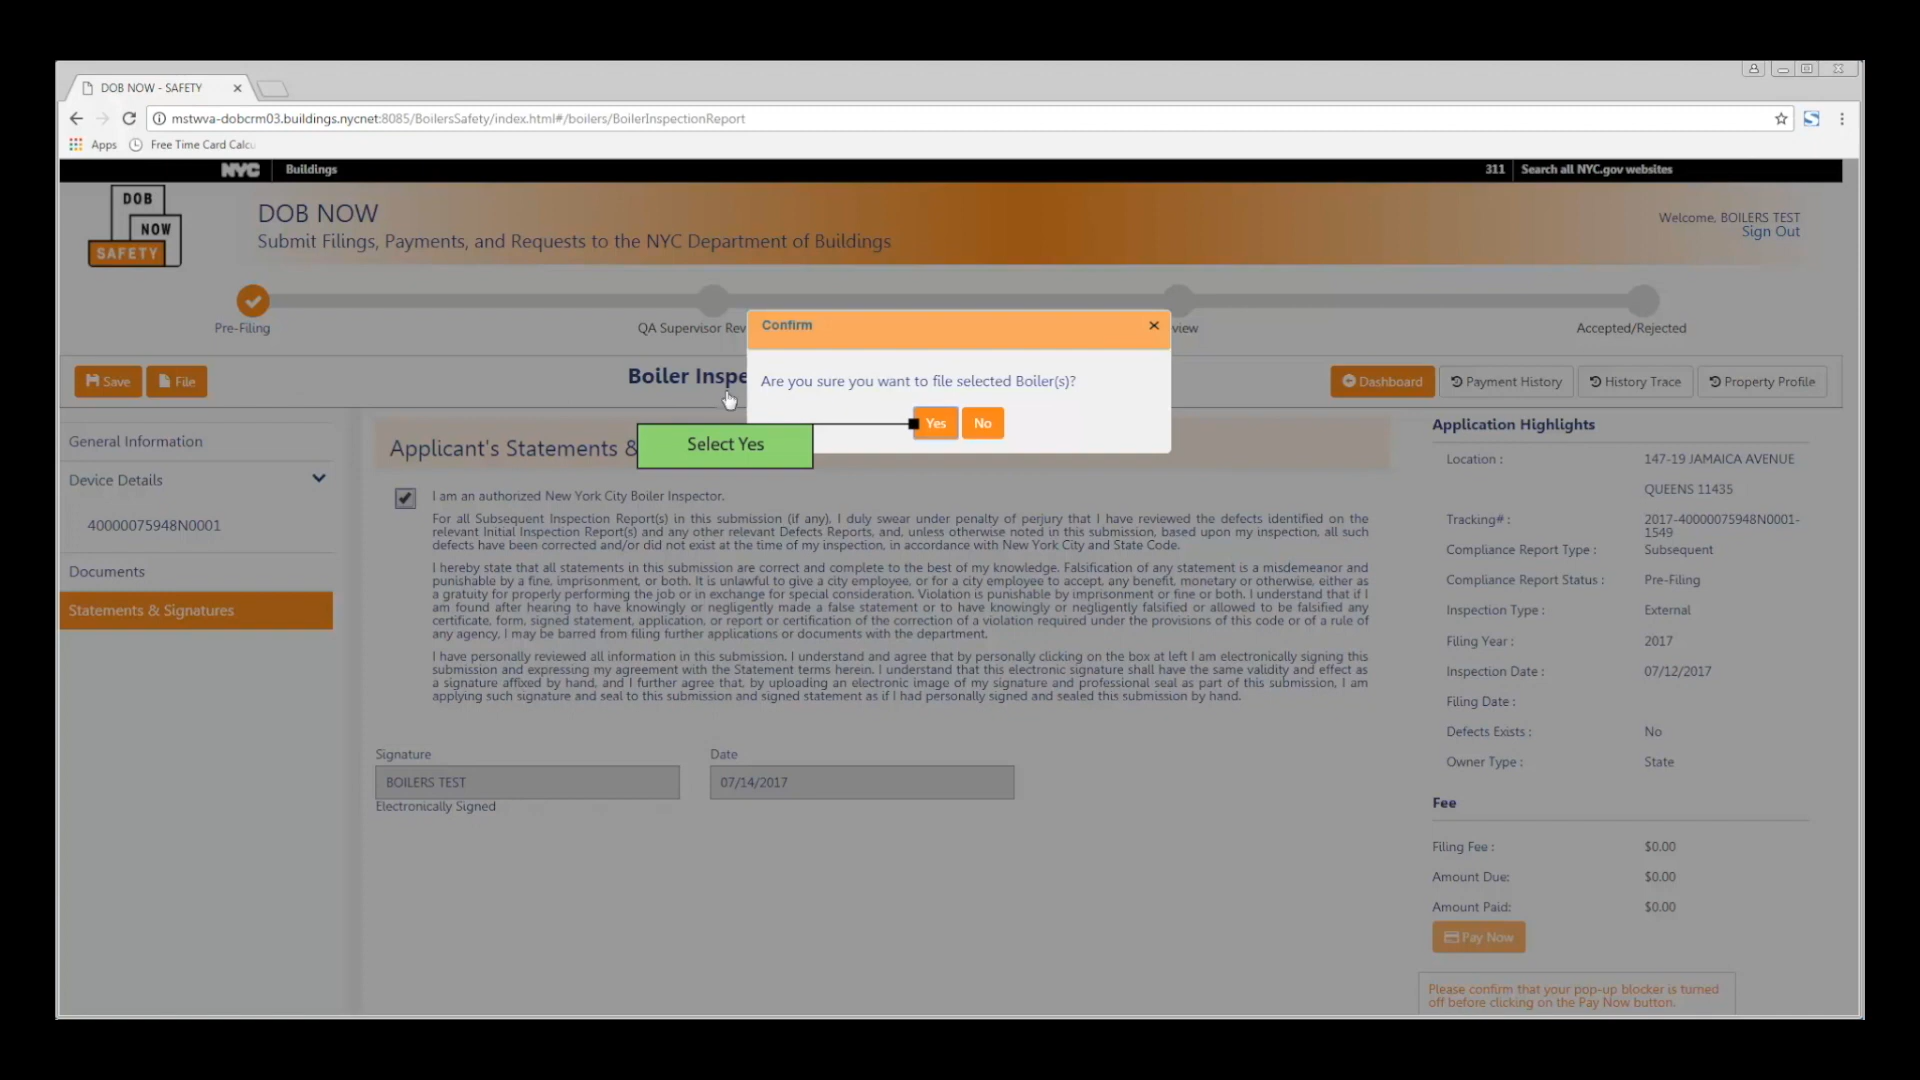 DOB NOW - SAFETY
mstwva-dobcrm03.buildings.nycnet:8085/BoilersSafety/index.html#/boilers/BoilerInspectionReport
Apps Free Time Card Calcu
NYC Buildings 311 Search all NYC.gov websites
DOB
NOW
SAFETY
DOB NOW
Submit Filings, Payments, and Requests to the NYC Department of Buildings
Welcome, BOILERS TEST
Sign Out
Pre-Filing
QA Supervisor Rev
view
Accepted/Rejected
Confirm
Are you sure you want to file selected Boiler(s)?
Yes No
Select Yes
Save File
Boiler Inspe
Dashboard Payment History History Trace Property Profile
General Information
Device Details
40000075948N0001
Documents
Statements & Signatures
Applicant's Statements &
I am an authorized New York City Boiler Inspector.
For all Subsequent Inspection Report(s) in this submission (if any), I duly swear under penalty of perjury that I have reviewed the defects identified on the
relevant Initial Inspection Report(s) and any other relevant Defects Reports, and, unless otherwise noted in this submission, based upon my inspection, all such
defects have been corrected and/or did not exist at the time of my inspection, in accordance with New York City and State Code.
I hereby state that all statements in this submission are correct and complete to the best of my knowledge. Falsification of any statement is a misdemeanor and
punishable by a fine, imprisonment, or both. It is unlawful to give a city employee, or for a city employee to accept, any benefit, monetary or otherwise, either as
a gratuity for properly performing the job or in exchange for special consideration. Violation is punishable by imprisonment or fine or both. I understand that if I
am found after hearing to have knowingly or negligently made a false statement or to have knowingly or negligently falsified or allowed to be falsified any
certificate, form, signed statement, application, or report or certification of the correction of a violation required under the provisions of this code or of a rule of
any agency, I may be barred from filing further applications or documents with the department.
I have personally reviewed all information in this submission. I understand and agree that by personally clicking on the box at left I am electronically signing this
submission and expressing my agreement with the Statement terms herein. I understand that this electronic signature shall have the same validity and effect as
a signature affixed by hand, and I further agree that, by uploading an electronic image of my signature and professional seal as part of this submission, I am
applying such signature and seal to this submission and signed statement as if I had personally signed and sealed this submission by hand.
Signature Date
BOILERS TEST 07/14/2017
Electronically Signed
Application Highlights
Location : 147-19 JAMAICA AVENUE
QUEENS 11435
Tracking# : 2017-40000075948N0001-
1549
Compliance Report Type : Subsequent
Compliance Report Status : Pre-Filing
Inspection Type : External
Filing Year : 2017
Inspection Date : 07/12/2017
Filing Date :
Defects Exists : No
Owner Type : State
Fee
Filing Fee : $0.00
Amount Due: $0.00
Amount Paid: $0.00
Pay Now
Please confirm that your pop-up blocker is turned
off before clicking on the Pay Now button.